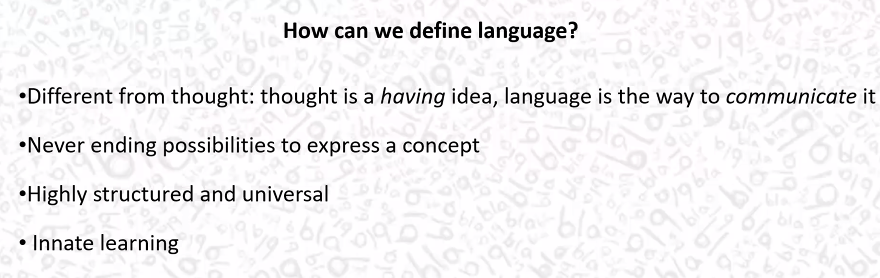 How can we define language?
•Different from thought: thought is a having idea, language is the way to communicate it
•Never ending possibilities to express a concept
•Highly structured and universal
• Innate learning